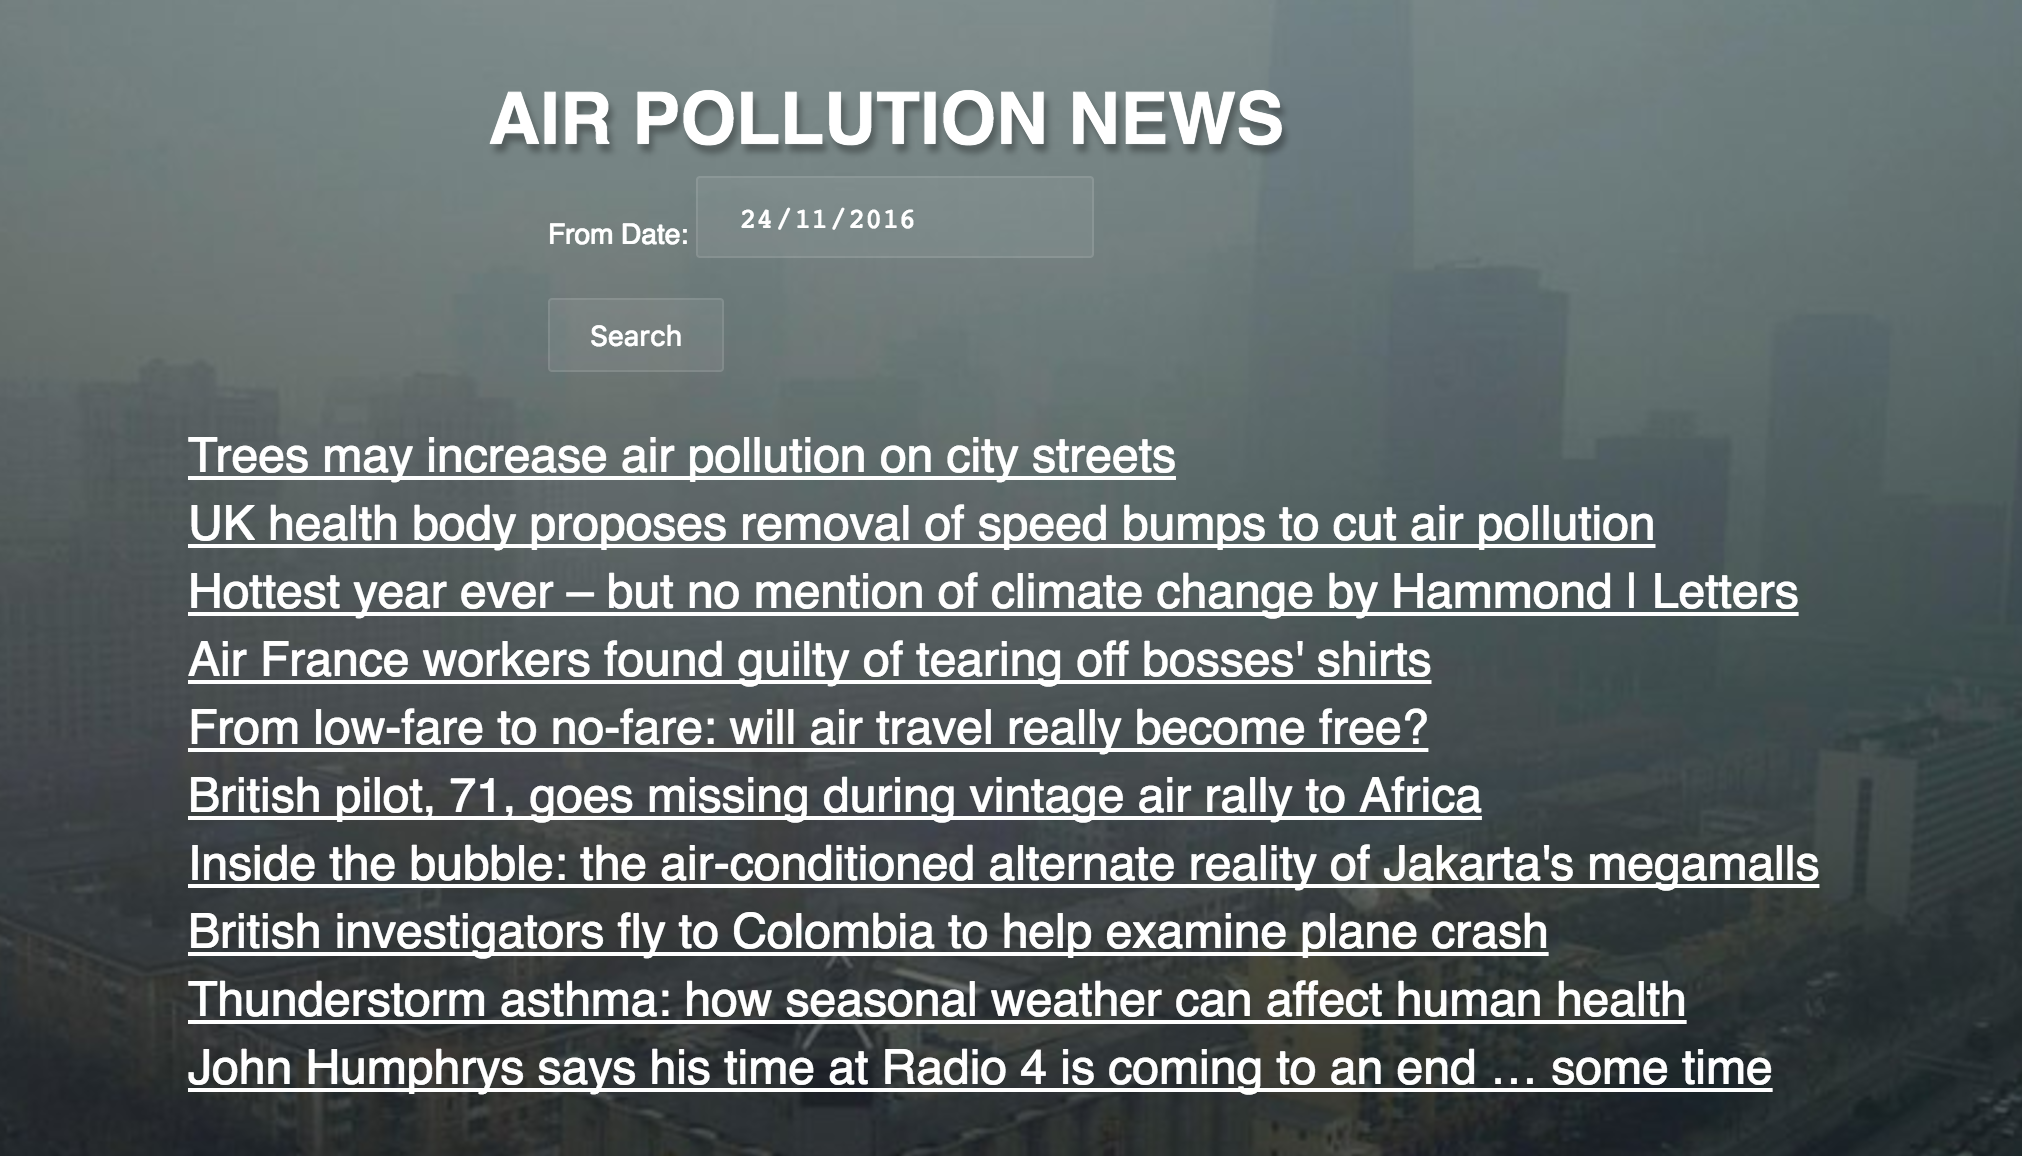 AIR POLLUTION NEWS
From Date: 24/11/2016
Search
Trees may increase air pollution on city streets
UK health body proposes removal of speed bumps to cut air pollution
Hottest year ever – but no mention of climate change by Hammond | Letters
Air France workers found guilty of tearing off bosses' shirts
From low-fare to no-fare: will air travel really become free?
British pilot, 71, goes missing during vintage air rally to Africa
Inside the bubble: the air-conditioned alternate reality of Jakarta's megamalls
British investigators fly to Colombia to help examine plane crash
Thunderstorm asthma: how seasonal weather can affect human health
John Humphrys says his time at Radio 4 is coming to an end … some time